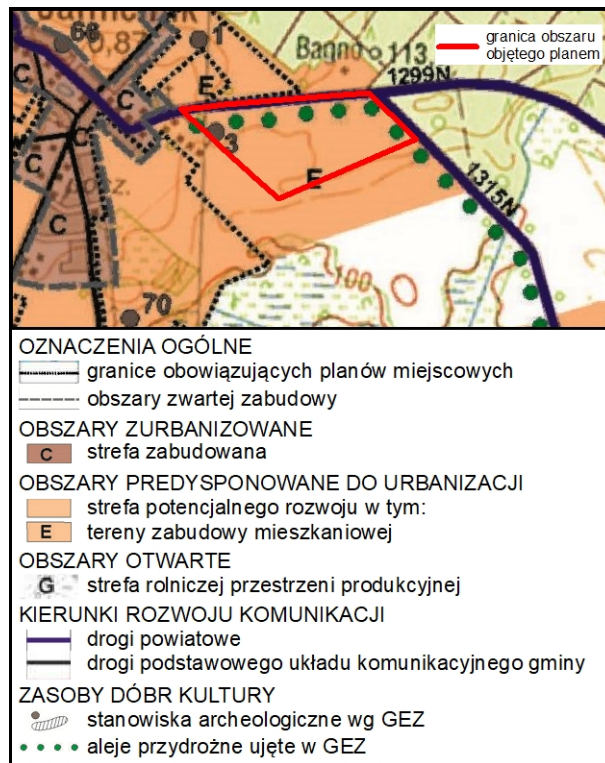 68
0,87
1
Bagno
113
granica obszaru
objętego planem
1299N
C
E
C
3
C
E
1315N
C
100
70
OZNACZENIA OGÓLNE
granice obowiązujących planów miejscowych
obszary zwartej zabudowy
OBSZARY ZURBANIZOWANE
C strefa zabudowana
OBSZARY PREDYSPONOWANE DO URBANIZACJI
strefa potencjalnego rozwoju w tym:
E tereny zabudowy mieszkaniowej
OBSZARY OTWARTE
G strefa rolniczej przestrzeni produkcyjnej
KIERUNKI ROZWOJU KOMUNIKACJI
drogi powiatowe
drogi podstawowego układu komunikacyjnego gminy
ZASOBY DÓBR KULTURY
stanowiska archeologiczne wg GEZ
aleje przydrożne ujęte w GEZ